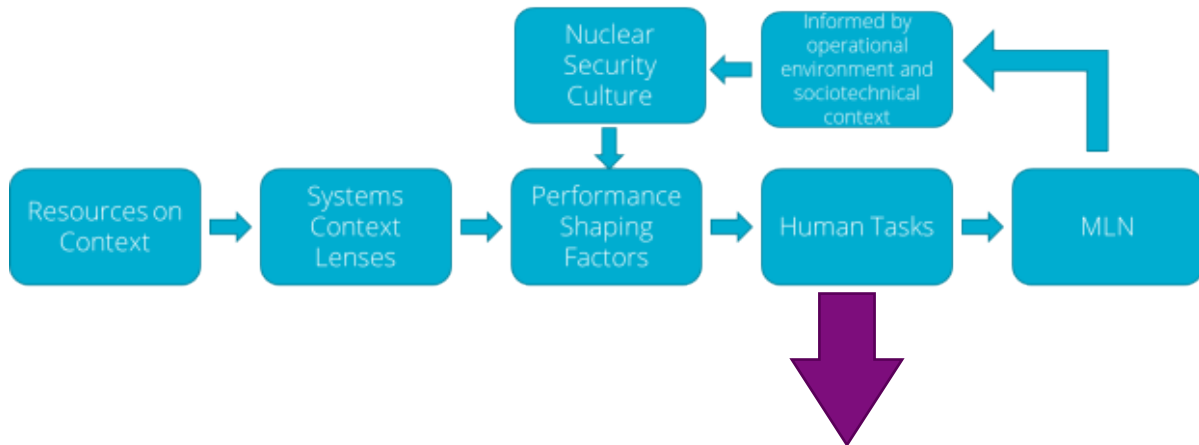 Nuclear
Security
Culture
Informed by
operational
environment and
sociotechnical
context
Resources on
Context
Systems
Context
Lenses
Performance
Shaping
Factors
Human Tasks
MLN